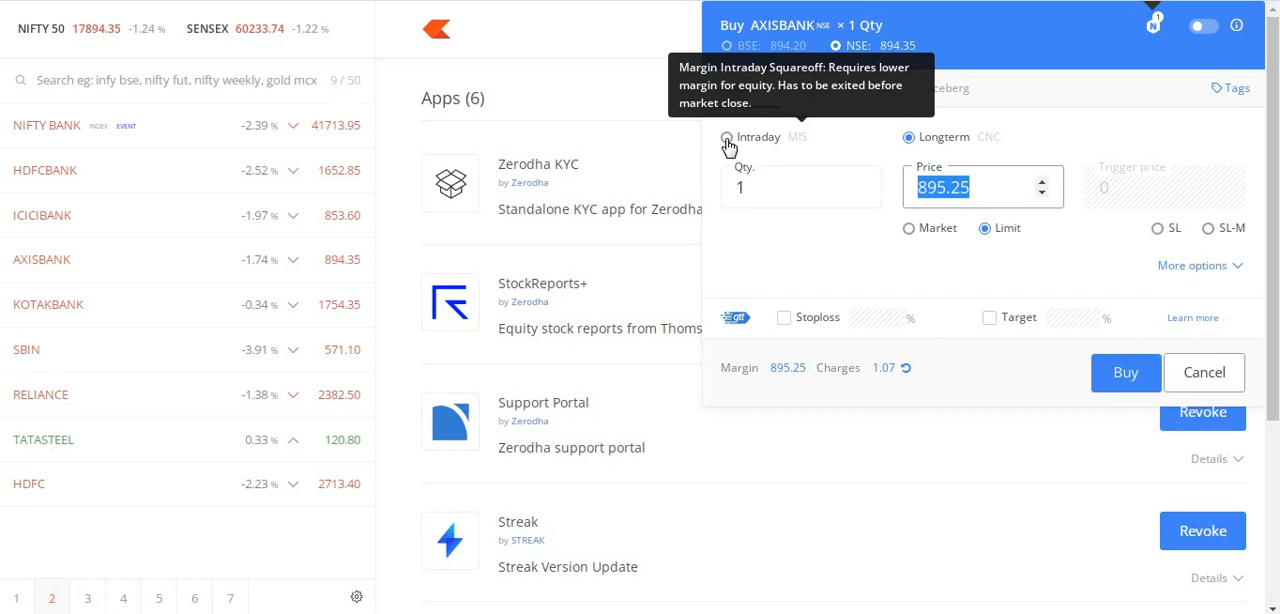 NIFTY 50 17894.35 -1.24 % SENSEX 60233.74 -1.22 %
Search eg: infy bse, nifty fut, nifty weekly, gold mcx 9 / 50
NIFTY BANK INDEX EVENT -2.39 % 41713.95
HDFCBANK -2.52 % 1652.85
ICICIBANK -1.97 % 853.60
AXISBANK -1.74 % 894.35
KOTAKBANK -0.34 % 1754.35
SBIN -3.91 % 571.10
RELIANCE -1.38 % 2382.50
TATASTEEL 0.33 % 120.80
HDFC -2.23 % 2713.40
1 2 3 4 5 6 7
Apps (6)
Zerodha KYC
by Zerodha
Standalone KYC app for Zerodha
StockReports+
by Zerodha
Equity stock reports from Thoms
Support Portal
by Zerodha
Zerodha support portal
Revoke
Details
Streak
by STREAK
Streak Version Update
Revoke
Details
Buy AXISBANK NSE × 1 Qty
N 1
BSE: 894.20 NSE: 894.35
Margin Intraday Squareoff: Requires lower
margin for equity. Has to be exited before
market close.
ceberg Tags
Intraday MIS Longterm CNC
Qty. Price Trigger price
1 895.25 0
Market Limit SL SL-M
More options
gtt Stoploss % Target % Learn more
Margin 895.25 Charges 1.07
Buy Cancel